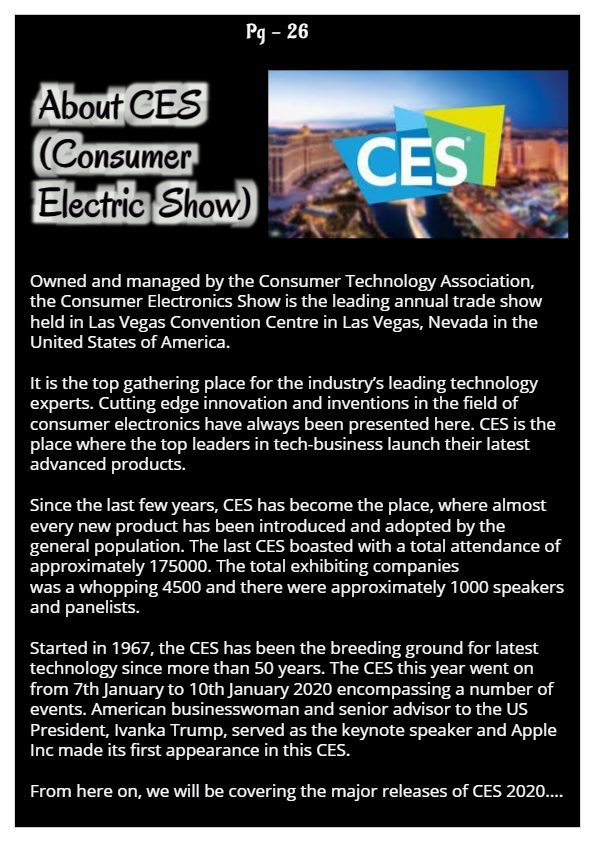 Pg – 26
About CES
(Consumer
Electric Show)
CES
Owned and managed by the Consumer Technology Association,
the Consumer Electronics Show is the leading annual trade show
held in Las Vegas Convention Centre in Las Vegas, Nevada in the
United States of America.
It is the top gathering place for the industry’s leading technology
experts. Cutting edge innovation and inventions in the field of
consumer electronics have always been presented here. CES is the
place where the top leaders in tech-business launch their latest
advanced products.
Since the last few years, CES has become the place, where almost
every new product has been introduced and adopted by the
general population. The last CES boasted with a total attendance of
approximately 175000. The total exhibiting companies
was a whopping 4500 and there were approximately 1000 speakers
and panelists.
Started in 1967, the CES has been the breeding ground for latest
technology since more than 50 years. The CES this year went on
from 7th January to 10th January 2020 encompassing a number of
events. American businesswoman and senior advisor to the US
President, Ivanka Trump, served as the keynote speaker and Apple
Inc made its first appearance in this CES.
From here on, we will be covering the major releases of CES 2020....